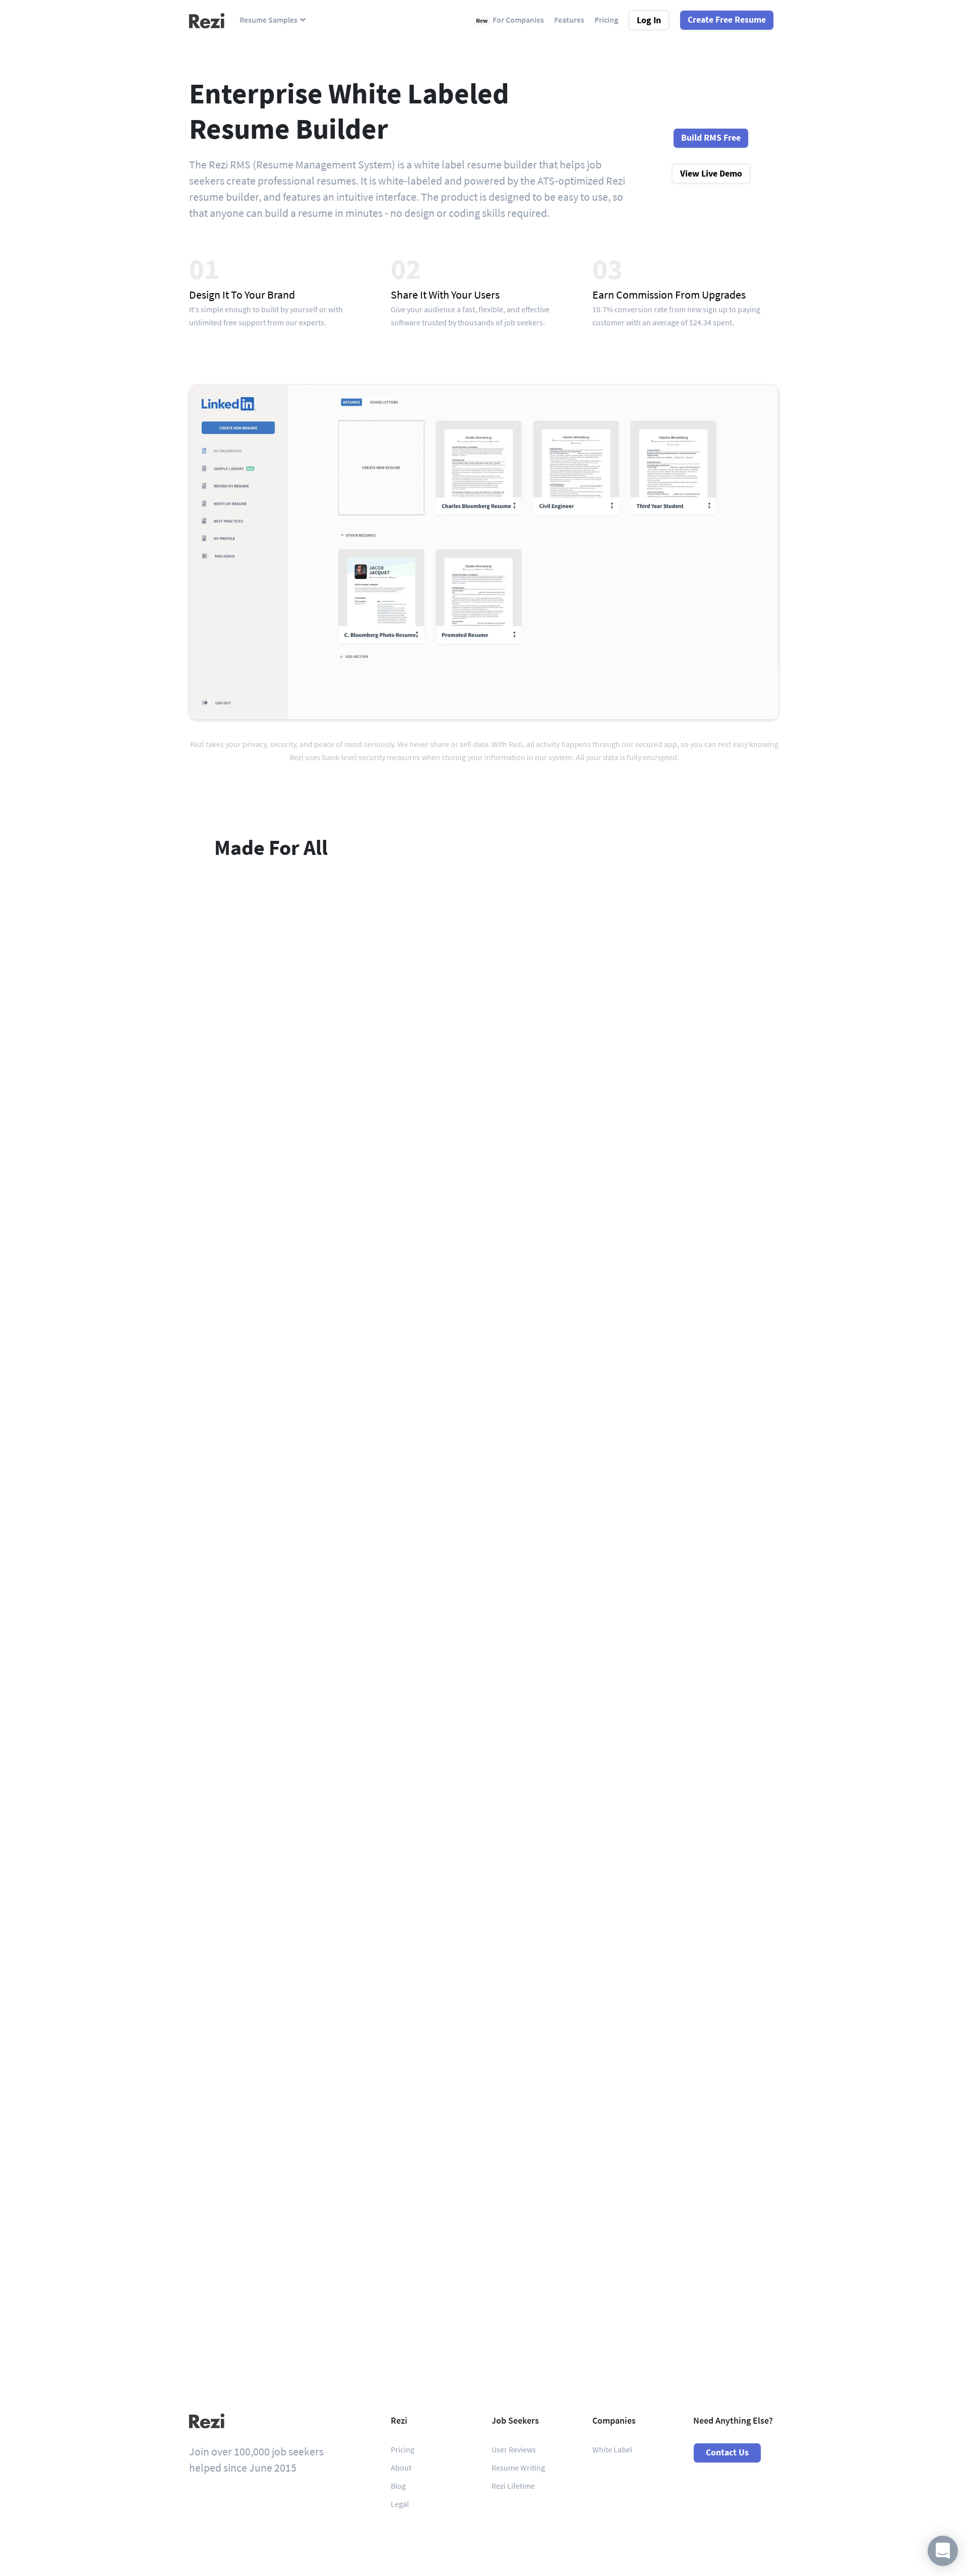 Rezi
Resume Samples
New For Companies Features Pricing Log In Create Free Resume
Enterprise White Labeled
Resume Builder
The Rezi RMS (Resume Management System) is a white label resume builder that helps job
seekers create professional resumes. It is white-labeled and powered by the ATS-optimized Rezi
resume builder, and features an intuitive interface. The product is designed to be easy to use, so
that anyone can build a resume in minutes - no design or coding skills required.
Build RMS Free
View Live Demo
01
Design It To Your Brand
It's simple enough to build by yourself or with
unlimited free support from our experts.
02
Share It With Your Users
Give your audience a fast, flexible, and effective
software trusted by thousands of job seekers.
03
Earn Commission From Upgrades
10.7% conversion rate from new sign up to paying
customer with an average of $24.34 spent.
Linked in
CREATE NEW RESUME
MY DASHBOARD
SAMPLE LIBRARY
REVIEW MY RESUME
WRITE MY RESUME
BEST PRACTICES
MY PROFILE
RMS ADMIN
LOG OUT
RESUMES COVER LETTERS
CREATE NEW RESUME
Charles Bloomberg
Charles Bloomberg
Charles Bloomberg
Charles Bloomberg Resume
Civil Engineer
Third Year Student
OTHER RESUMES
JACOB
JACQUET
Charles Bloomberg
C. Bloomberg Photo Resume
Promoted Resume
ADD SECTION
Rezi takes your privacy, security, and peace of mind seriously. We never share or sell data. With Rezi, all activity happens through our secured app, so you can rest easy knowing
Rezi uses bank-level security measures when storing your information in our system. All your data is fully encrypted.
Made For All
Rezi
Join over 100,000 job seekers
helped since June 2015
Rezi
Pricing
About
Blog
Legal
Job Seekers
User Reviews
Resume Writing
Rezi Lifetime
Companies
White Label
Need Anything Else?
Contact Us